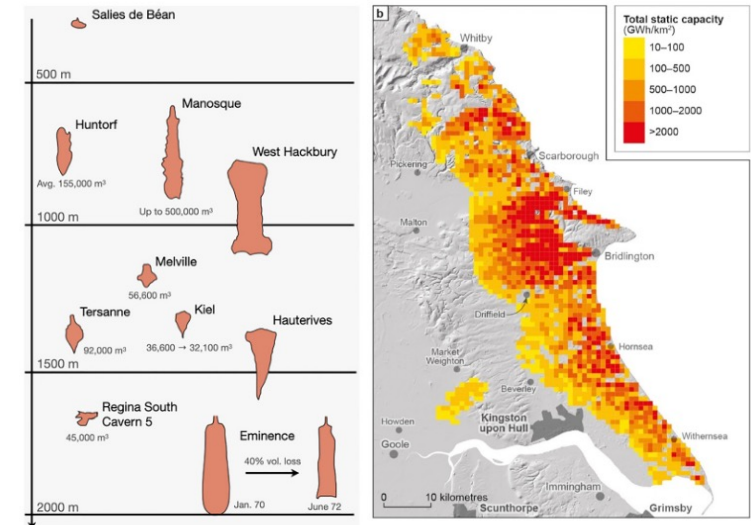 Salies de Béan
500 m
Manosque
Huntorf
West Hackbury
Avg. 155,000 m³
Up to 500,000 m³
1000 m
Melville
56,600 m³
Tersanne
Kiel
Hauterives
92,000 m³
36,600 → 32,100 m³
1500 m
Regina South
Cavern 5
45,000 m³
Eminence
40% vol. loss
Jan. 70
June 72
2000 m
b
Total static capacity
(GWh/km²)
10–100
100–500
500–1000
1000–2000
>2000
Whitby
Scarborough
Pickering
Filey
Malton
Bridlington
Driffield
Hornsea
Market
Weighton
Beverley
Howden
Kingston
upon Hull
Goole
Withernsea
Immingham
0 10 kilometres
Scunthorpe
Grimsby